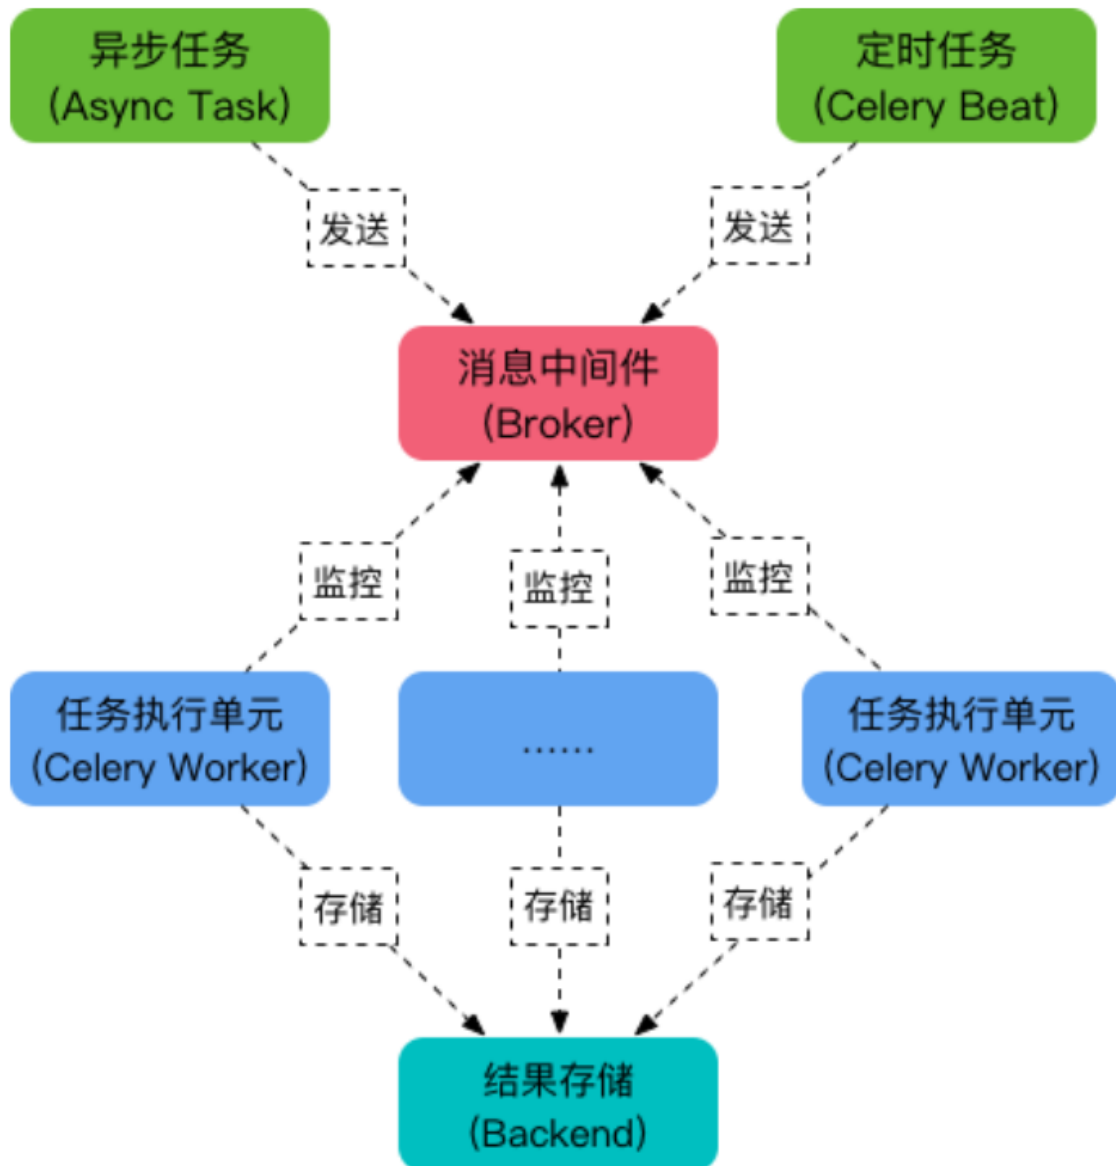 异步任务
(Async Task)
定时任务
(Celery Beat)
发送
发送
消息中间件
(Broker)
监控
监控
监控
任务执行单元
(Celery Worker)
......
任务执行单元
(Celery Worker)
存储
存储
存储
结果存储
(Backend)